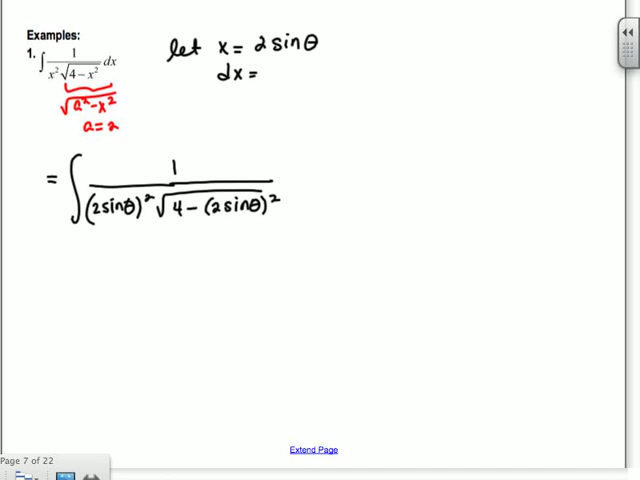 Examples:
1. ∫ 1 / (x²√(4 − x²)) dx
let x = 2 sinθ
dx =
√(a² − x²)
a = 2
= ∫ 1 / ((2sinθ)² √(4 − (2sinθ)²))
Extend Page
Page 7 of 22